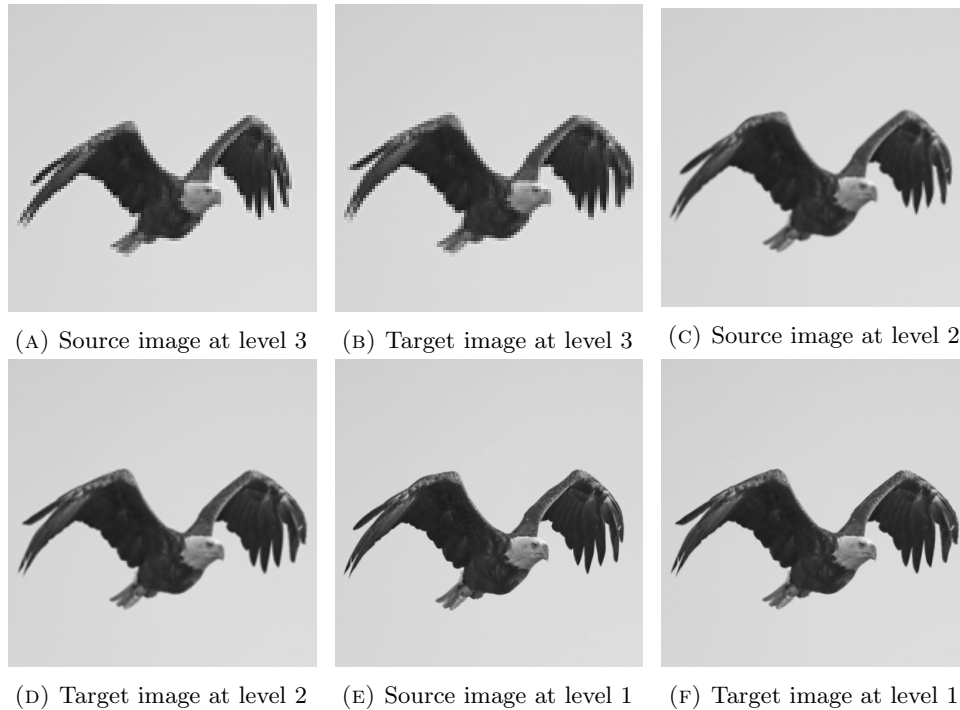 (A) Source image at level 3
(B) Target image at level 3
(C) Source image at level 2
(D) Target image at level 2
(E) Source image at level 1
(F) Target image at level 1